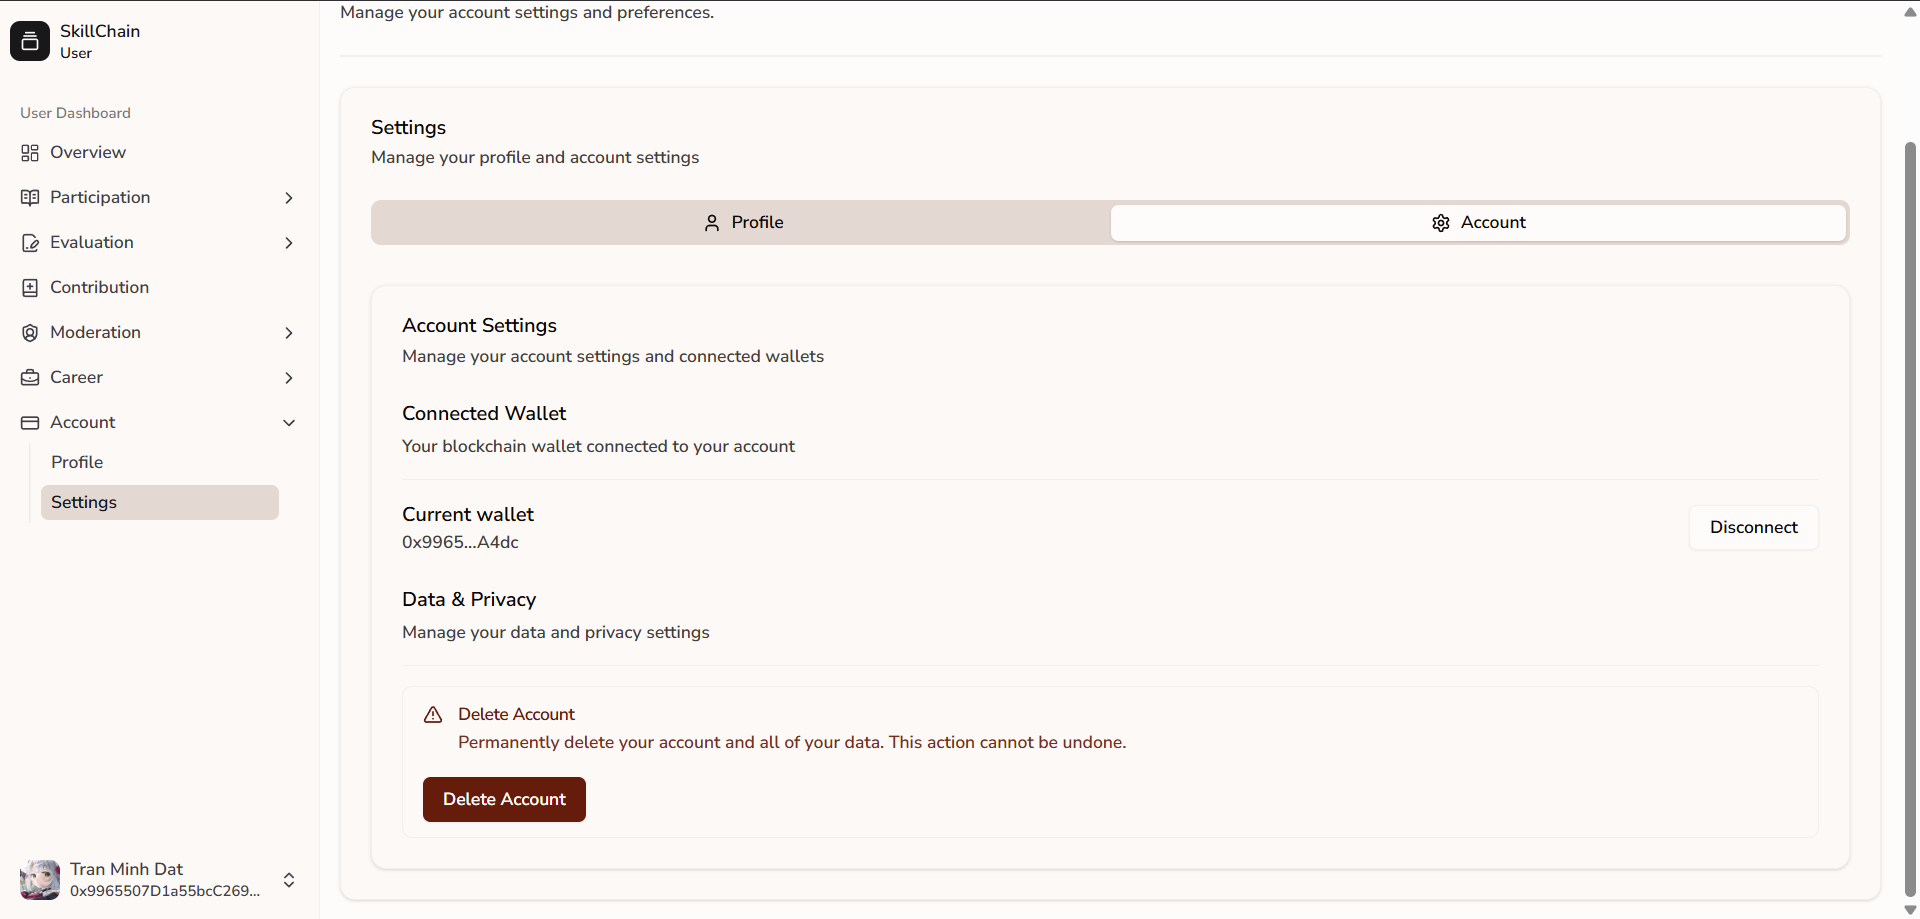 SkillChain
User
User Dashboard
Overview
Participation
Evaluation
Contribution
Moderation
Career
Account
Profile
Settings
Tran Minh Dat
0x9965507D1a55bcC269...
Manage your account settings and preferences.
Settings
Manage your profile and account settings
Profile
Account
Account Settings
Manage your account settings and connected wallets
Connected Wallet
Your blockchain wallet connected to your account
Current wallet
0x9965...A4dc
Disconnect
Data & Privacy
Manage your data and privacy settings
Delete Account
Permanently delete your account and all of your data. This action cannot be undone.
Delete Account